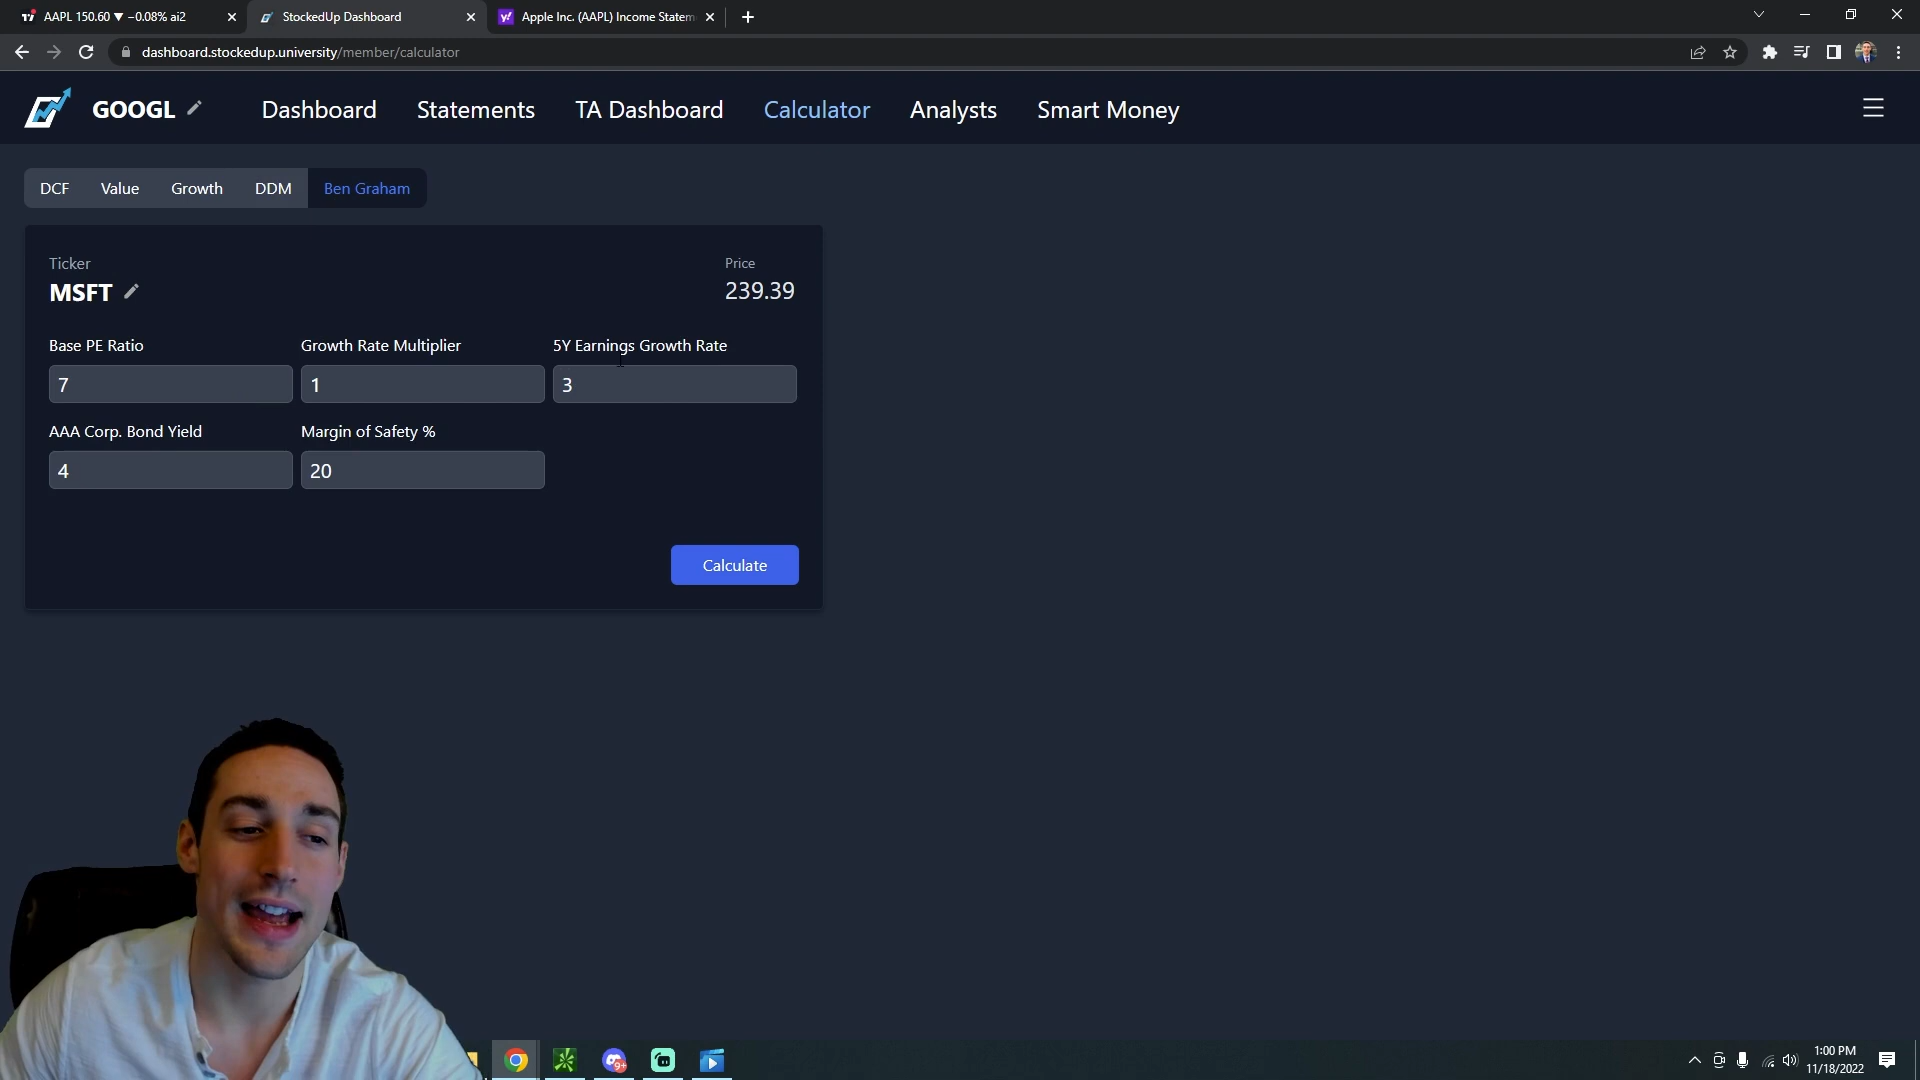 AAPL 150.60 ▼ −0.08% ai2
StockedUp Dashboard
Apple Inc. (AAPL) Income Statem
dashboard.stockedup.university/member/calculator
GOOGL Dashboard Statements TA Dashboard Calculator Analysts Smart Money
DCF Value Growth DDM Ben Graham
Ticker Price
MSFT 239.39
Base PE Ratio Growth Rate Multiplier 5Y Earnings Growth Rate
7 1 3
AAA Corp. Bond Yield Margin of Safety %
4 20
Calculate
9+
1:00 PM
11/18/2022